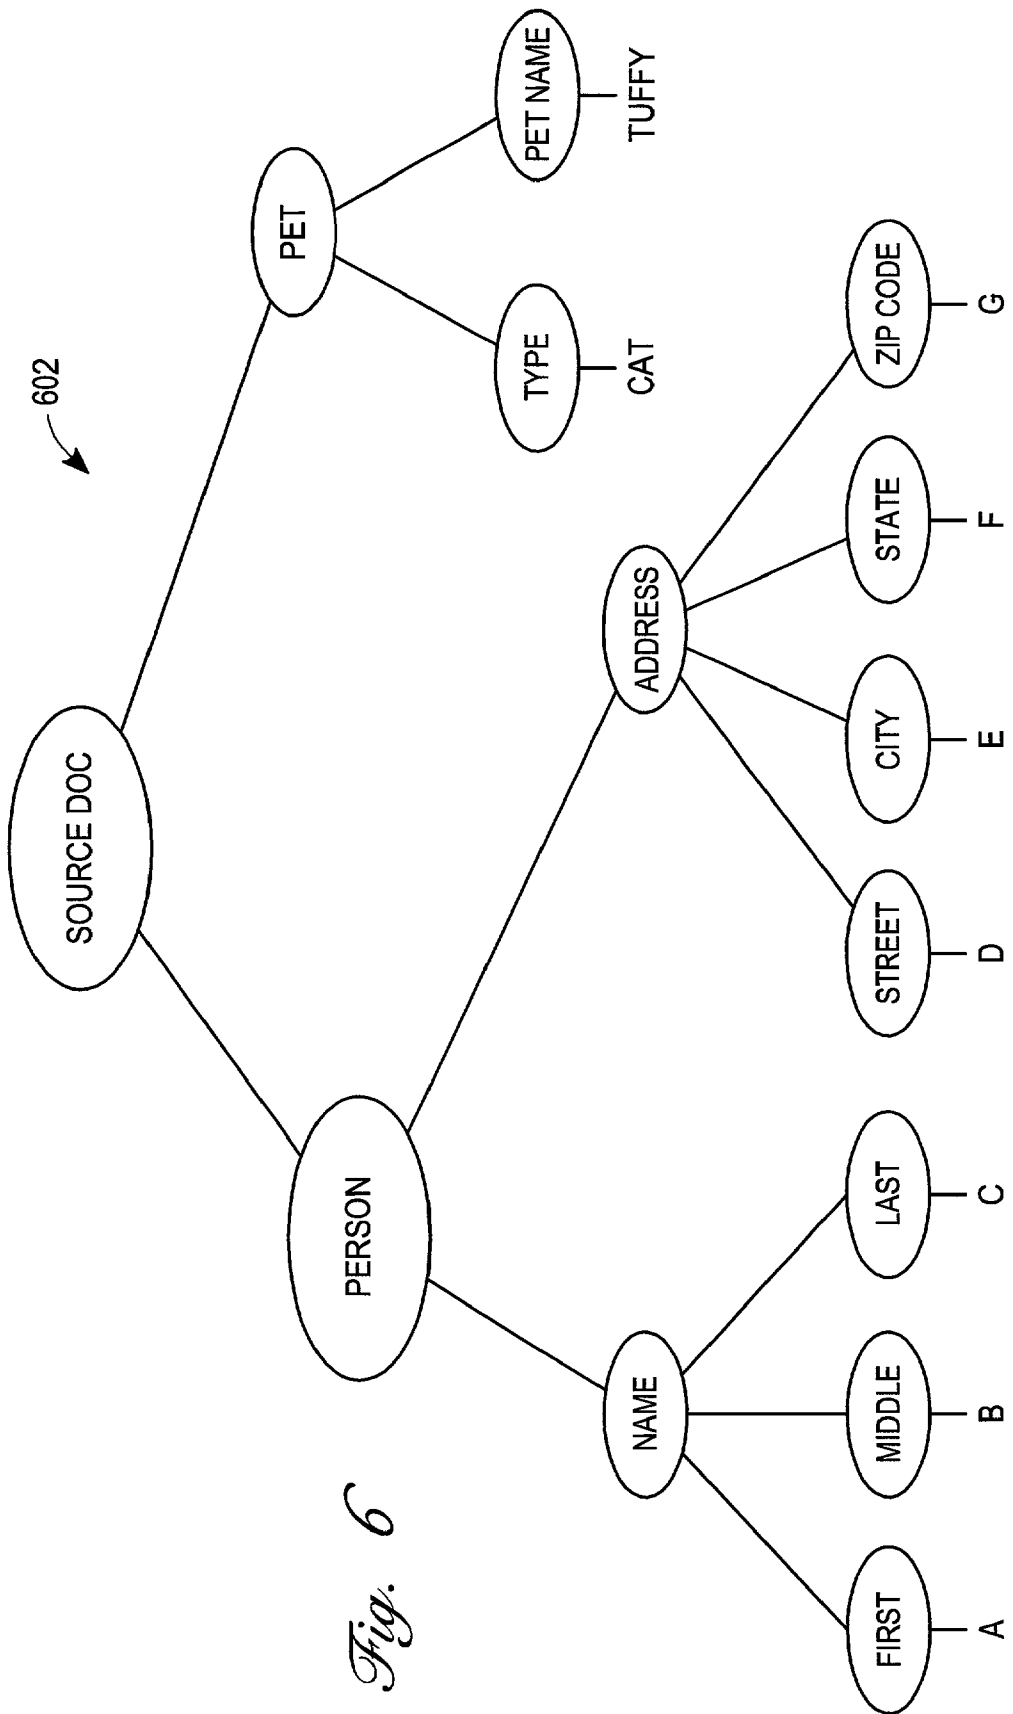 602
SOURCE DOC
PERSON
PET
NAME
ADDRESS
TYPE
PET NAME
CAT
TUFFY
FIRST
MIDDLE
LAST
STREET
CITY
STATE
ZIP CODE
A
B
C
D
E
F
G
Fig. 6